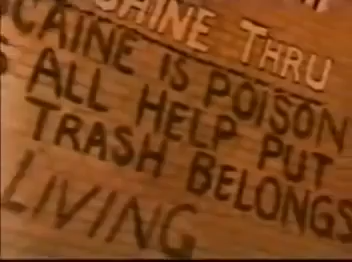 SHINE THRU
CAINE IS POISON
ALL HELP PUT
TRASH BELONGS
LIVING